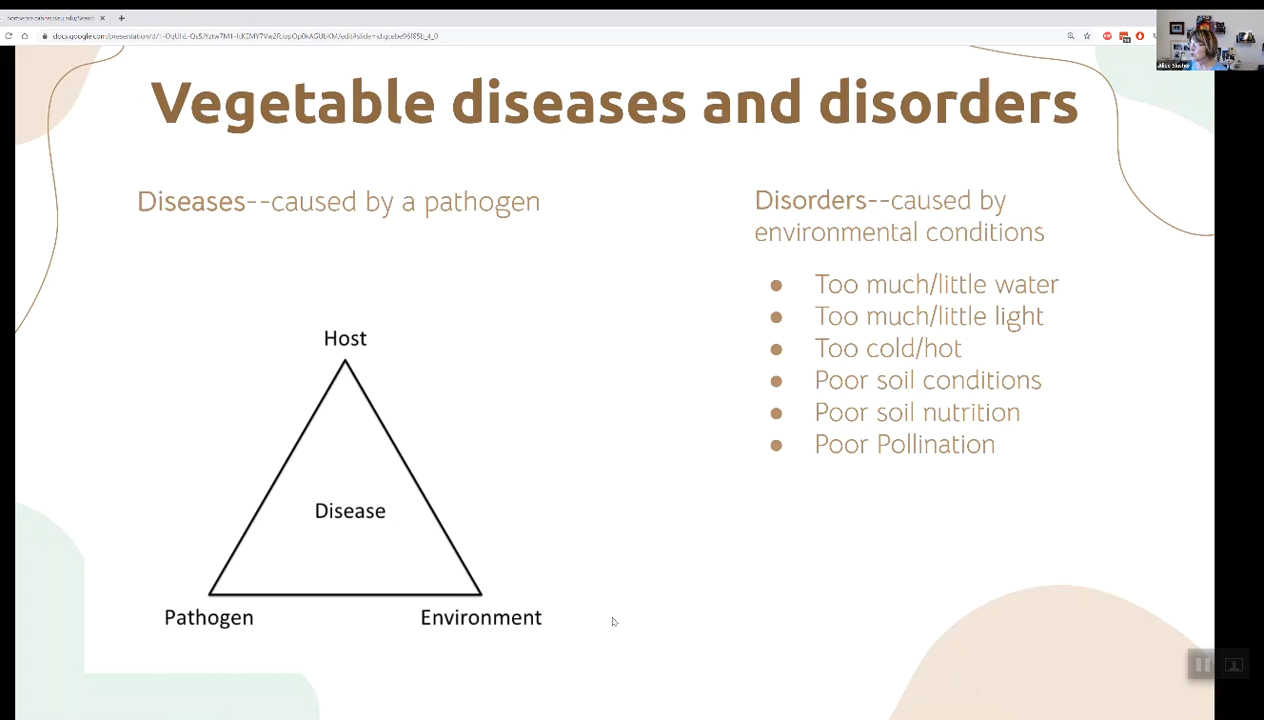 Vegetable diseases and disorders
Diseases--caused by a pathogen
Disorders--caused by
environmental conditions
● Too much/little water
● Too much/little light
● Too cold/hot
● Poor soil conditions
● Poor soil nutrition
● Poor Pollination
Host
Disease
Pathogen
Environment